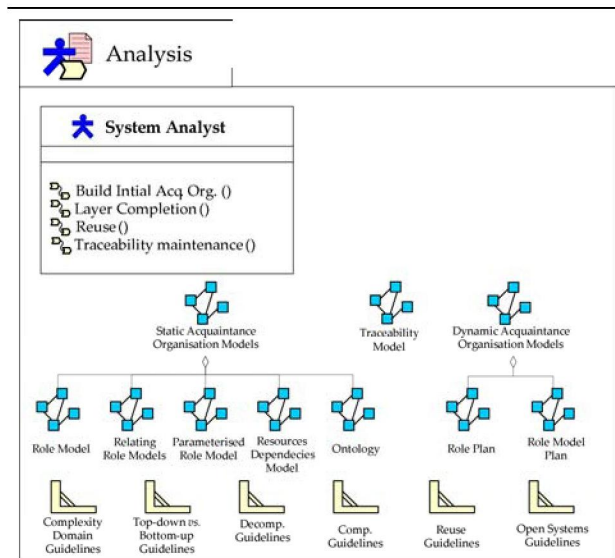 Analysis
System Analyst
Build Intial Acq. Org. ()
Layer Completion ()
Reuse ()
Traceability maintenance ()
Static Acquaintance
Organisation Models
Traceability
Model
Dynamic Acquaintance
Organisation Models
Role Model
Relating
Role Models
Parameterised
Role Model
Resources
Dependecies
Model
Ontology
Role Plan
Role Model
Plan
Complexity
Domain
Guidelines
Top-down vs.
Bottom-up
Guidelines
Decomp.
Guidelines
Comp.
Guidelines
Reuse
Guidelines
Open Systems
Guidelines